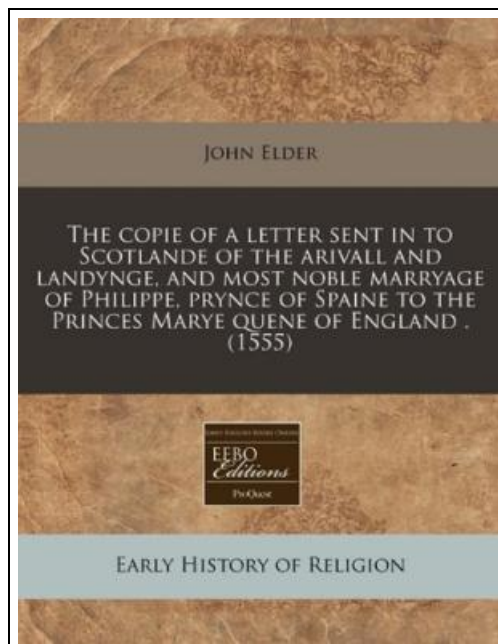 John Elder
The copie of a letter sent in to
Scotlande of the arivall and
landynge, and most noble marryage
of Philippe, prynce of Spaine to the
Princes Marye quene of England .
(1555)
EEBO
Editions
ProQuest
Early History of Religion